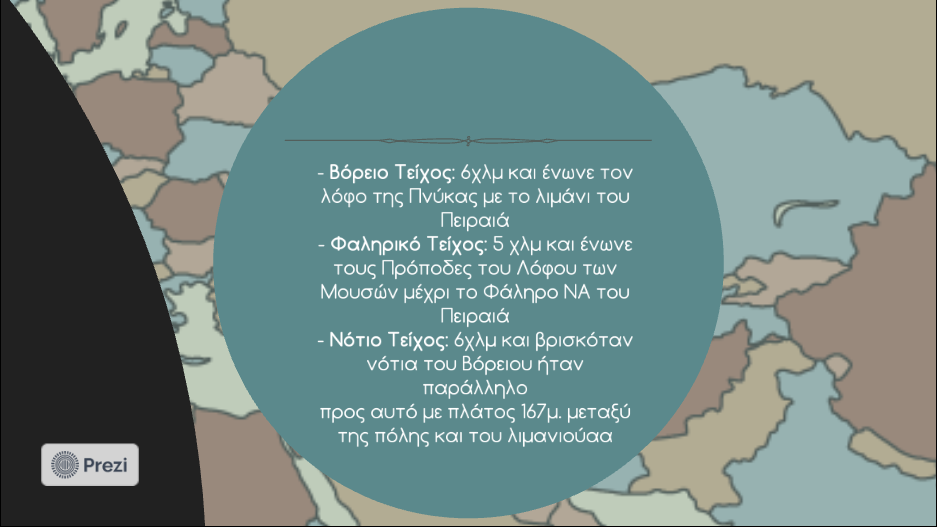 - Βόρειο Τείχος: 6χλμ και ένωνε τον
λόφο της Πνύκας με το λιμάνι του
Πειραιά
- Φαληρικό Τείχος: 5 χλμ και ένωνε
τους Πρόποδες του Λόφου των
Μουσών μέχρι το Φάληρο ΝΑ του
Πειραιά
- Νότιο Τείχος: 6χλμ και βρισκόταν
νότια του Βόρειου ήταν
παράλληλο
προς αυτό με πλάτος 167μ. μεταξύ
της πόλης και του λιμανιούαα
Prezi